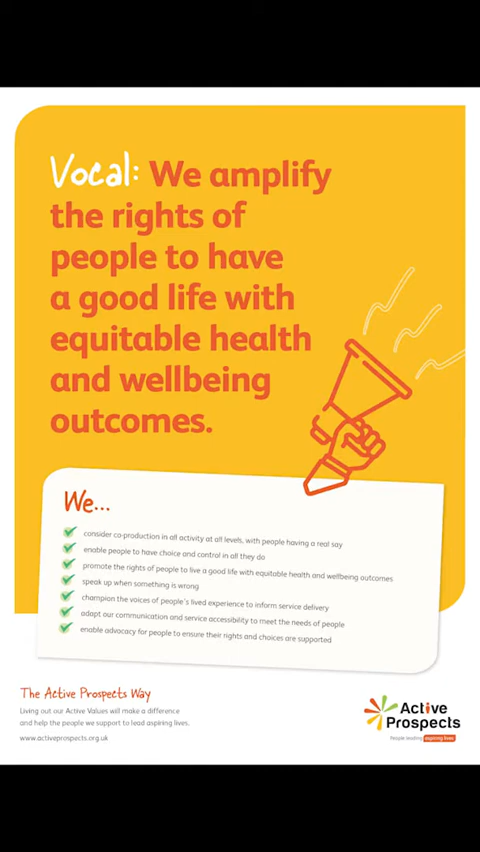 Vocal: We amplify
the rights of
people to have
a good life with
equitable health
and wellbeing
outcomes.
We...
consider co-production in all activity at all levels, with people having a real say
enable people to have choice and control in all they do
promote the rights of people to live a good life with equitable health and wellbeing outcomes
speak up when something is wrong
champion the voices of people's lived experience to inform service delivery
adapt our communication and service accessibility to meet the needs of people
enable advocacy for people to ensure their rights and choices are supported
The Active Prospects Way
Living out our Active Values will make a difference
and help the people we support to lead aspiring lives.
www.activeprospects.org.uk
Active
Prospects
People leading aspiring lives